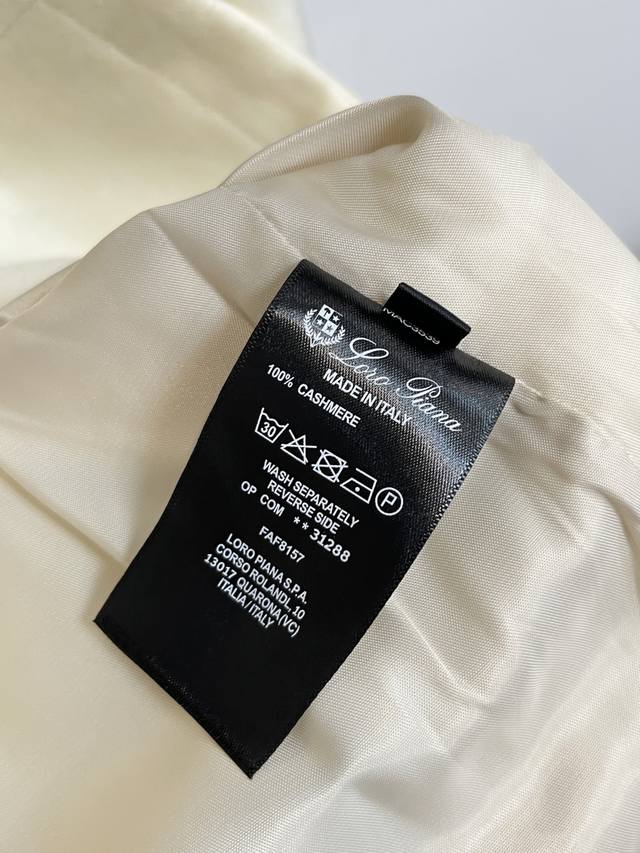 MAC3539
Loro Piana
MADE IN ITALY
100% CASHMERE
30
P
WASH SEPARATELY
REVERSE SIDE
OP COM **31288
FAF8157
LORO PIANA S.P.A.
CORSO ROLANDI, 10
13017 QUARONA (VC)
ITALIA/ITALY